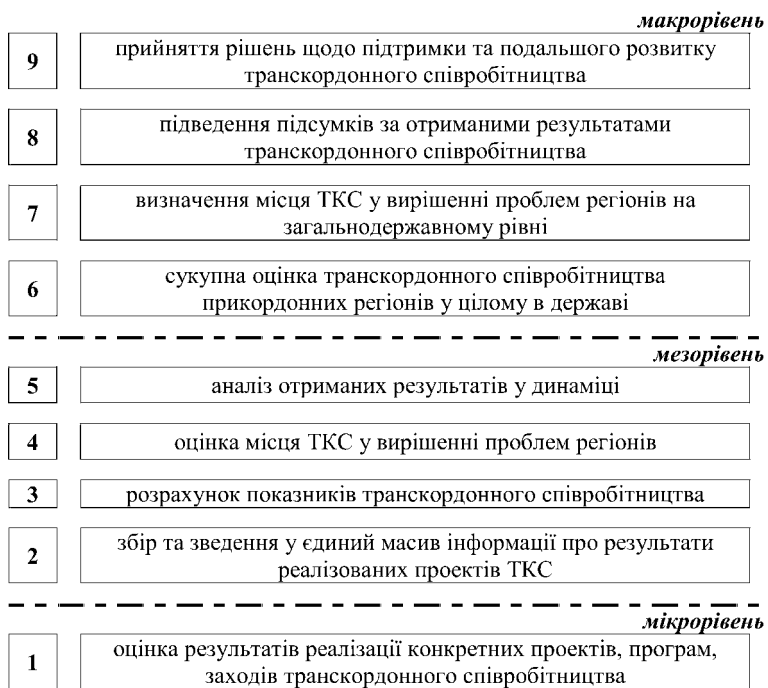 макрорівень
9
прийняття рішень щодо підтримки та подальшого розвитку
транскордонного співробітництва
8
підведення підсумків за отриманими результатами
транскордонного співробітництва
7
визначення місця ТКС у вирішенні проблем регіонів на
загальнодержавному рівні
6
сукупна оцінка транскордонного співробітництва
прикордонних регіонів у цілому в державі
мезорівень
5
аналіз отриманих результатів у динаміці
4
оцінка місця ТКС у вирішенні проблем регіонів
3
розрахунок показників транскордонного співробітництва
2
збір та зведення у єдиний масив інформації про результати
реалізованих проектів ТКС
мікрорівень
1
оцінка результатів реалізації конкретних проектів, програм,
заходів транскордонного співробітництва